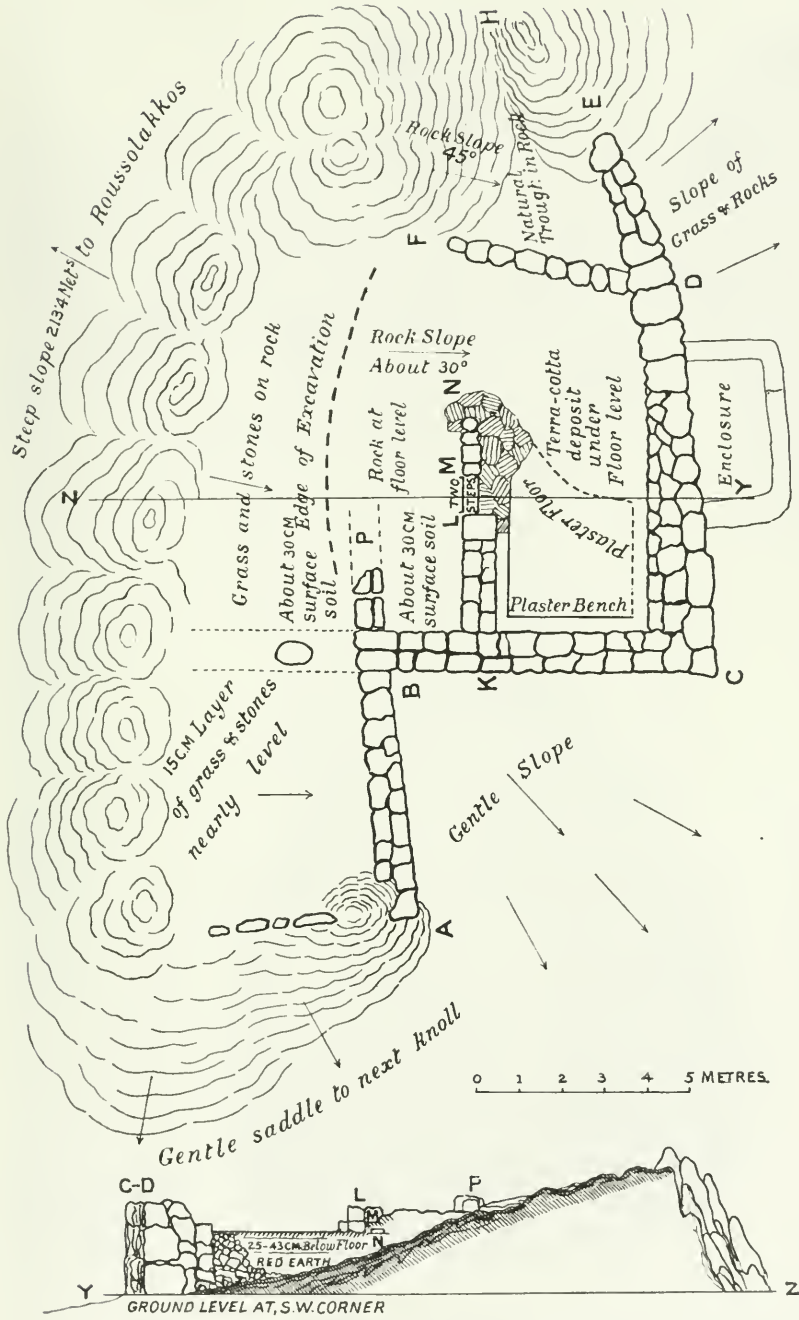 H
Steep slope 213·4 Mets to Roussolakkos
Rock Slope
45°
Natural
Trough in Rock
E
Slope of
Grass & Rocks
F
D
Grass and stones on rock
Edge of Excavation
Rock Slope
About 30°
Rock at
floor level
N
M
L
TWO
STEPS
Terra-cotta
deposit
under
Floor level
Enclosure
Z
Y
About 30 CM
surface
soil
P
About 30 CM
surface soil
Plaster Floor
Plaster Bench
B
K
C
15 C.M Layer
of grass & stones
nearly level
Gentle Slope
A
Gentle saddle to next knoll
0 1 2 3 4 5 METRES.
C-D
L
M
N
P
25-43 CM. Below Floor
RED EARTH
Y
Z
GROUND LEVEL AT, S.W. CORNER